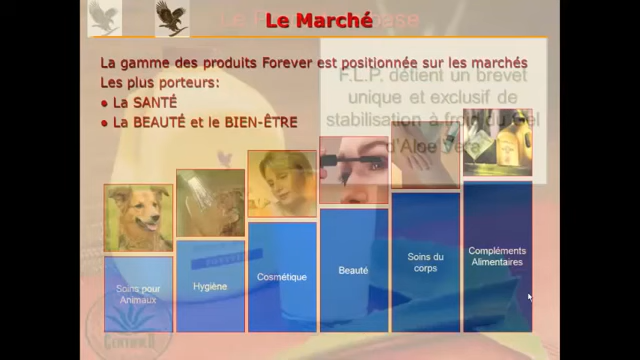 Le Marché
La gamme des produits Forever est positionnée sur les marchés
Les plus porteurs:
• La SANTÉ
• La BEAUTÉ et le BIEN-ÊTRE
F.L.P. détient un brevet
unique et exclusif de
stabilisation à froid du Gel
d'Aloe Vera
Soins pour
Animaux
Hygiène
Cosmétique
Beauté
Soins du
corps
Compléments
Alimentaires